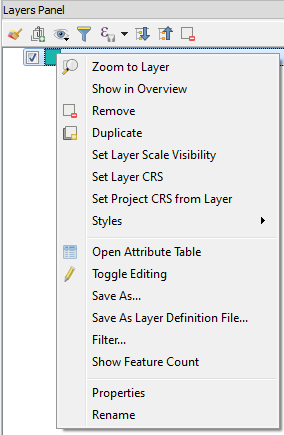 Layers Panel
Zoom to Layer
Show in Overview
Remove
Duplicate
Set Layer Scale Visibility
Set Layer CRS
Set Project CRS from Layer
Styles
Open Attribute Table
Toggle Editing
Save As...
Save As Layer Definition File...
Filter...
Show Feature Count
Properties
Rename